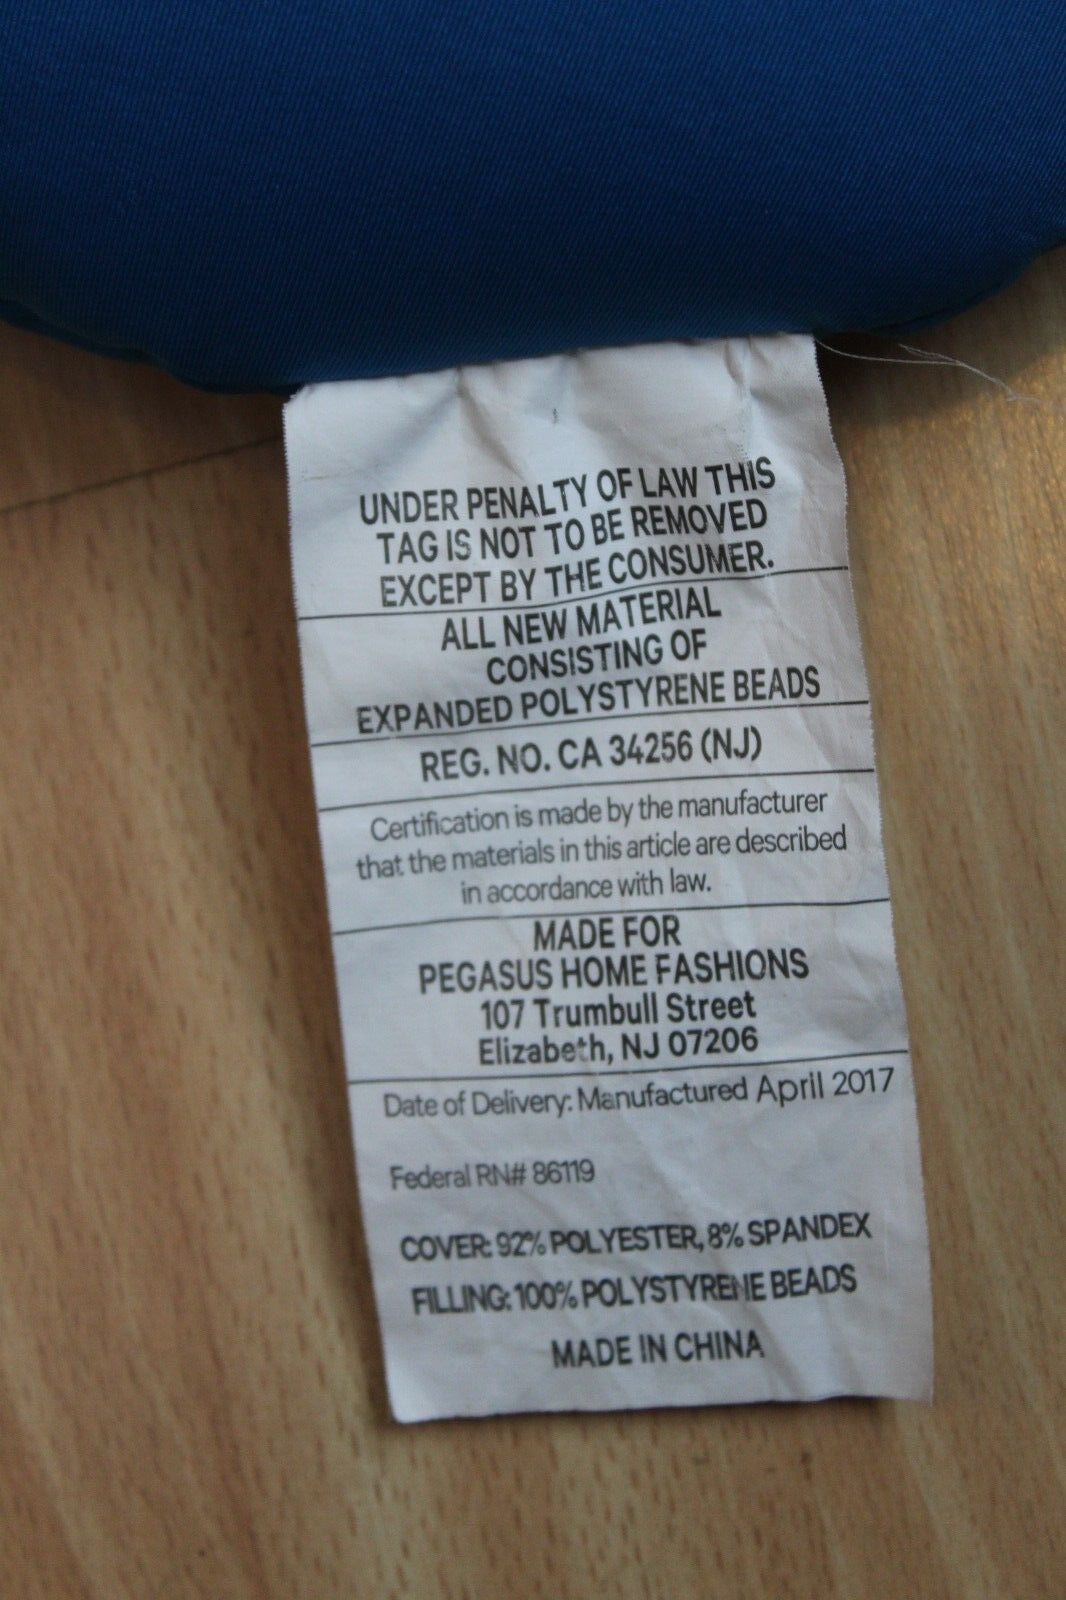 UNDER PENALTY OF LAW THIS
TAG IS NOT TO BE REMOVED
EXCEPT BY THE CONSUMER.
ALL NEW MATERIAL
CONSISTING OF
EXPANDED POLYSTYRENE BEADS
REG. NO. CA 34256 (NJ)
Certification is made by the manufacturer
that the materials in this article are described
in accordance with law.
MADE FOR
PEGASUS HOME FASHIONS
107 Trumbull Street
Elizabeth, NJ 07206
Date of Delivery: Manufactured April 2017
Federal RN# 86119
COVER: 92% POLYESTER, 8% SPANDEX
FILLING: 100% POLYSTYRENE BEADS
MADE IN CHINA